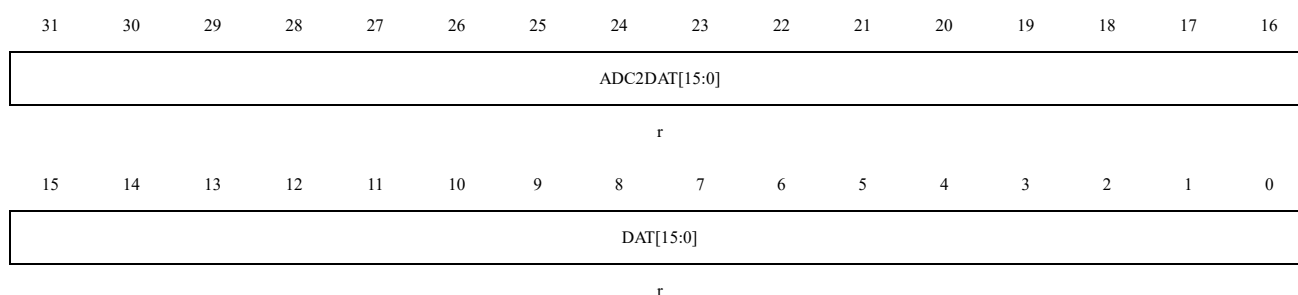 31 30 29 28 27 26 25 24 23 22 21 20 19 18 17 16
ADC2DAT[15:0]
r
15 14 13 12 11 10 9 8 7 6 5 4 3 2 1 0
DAT[15:0]
r